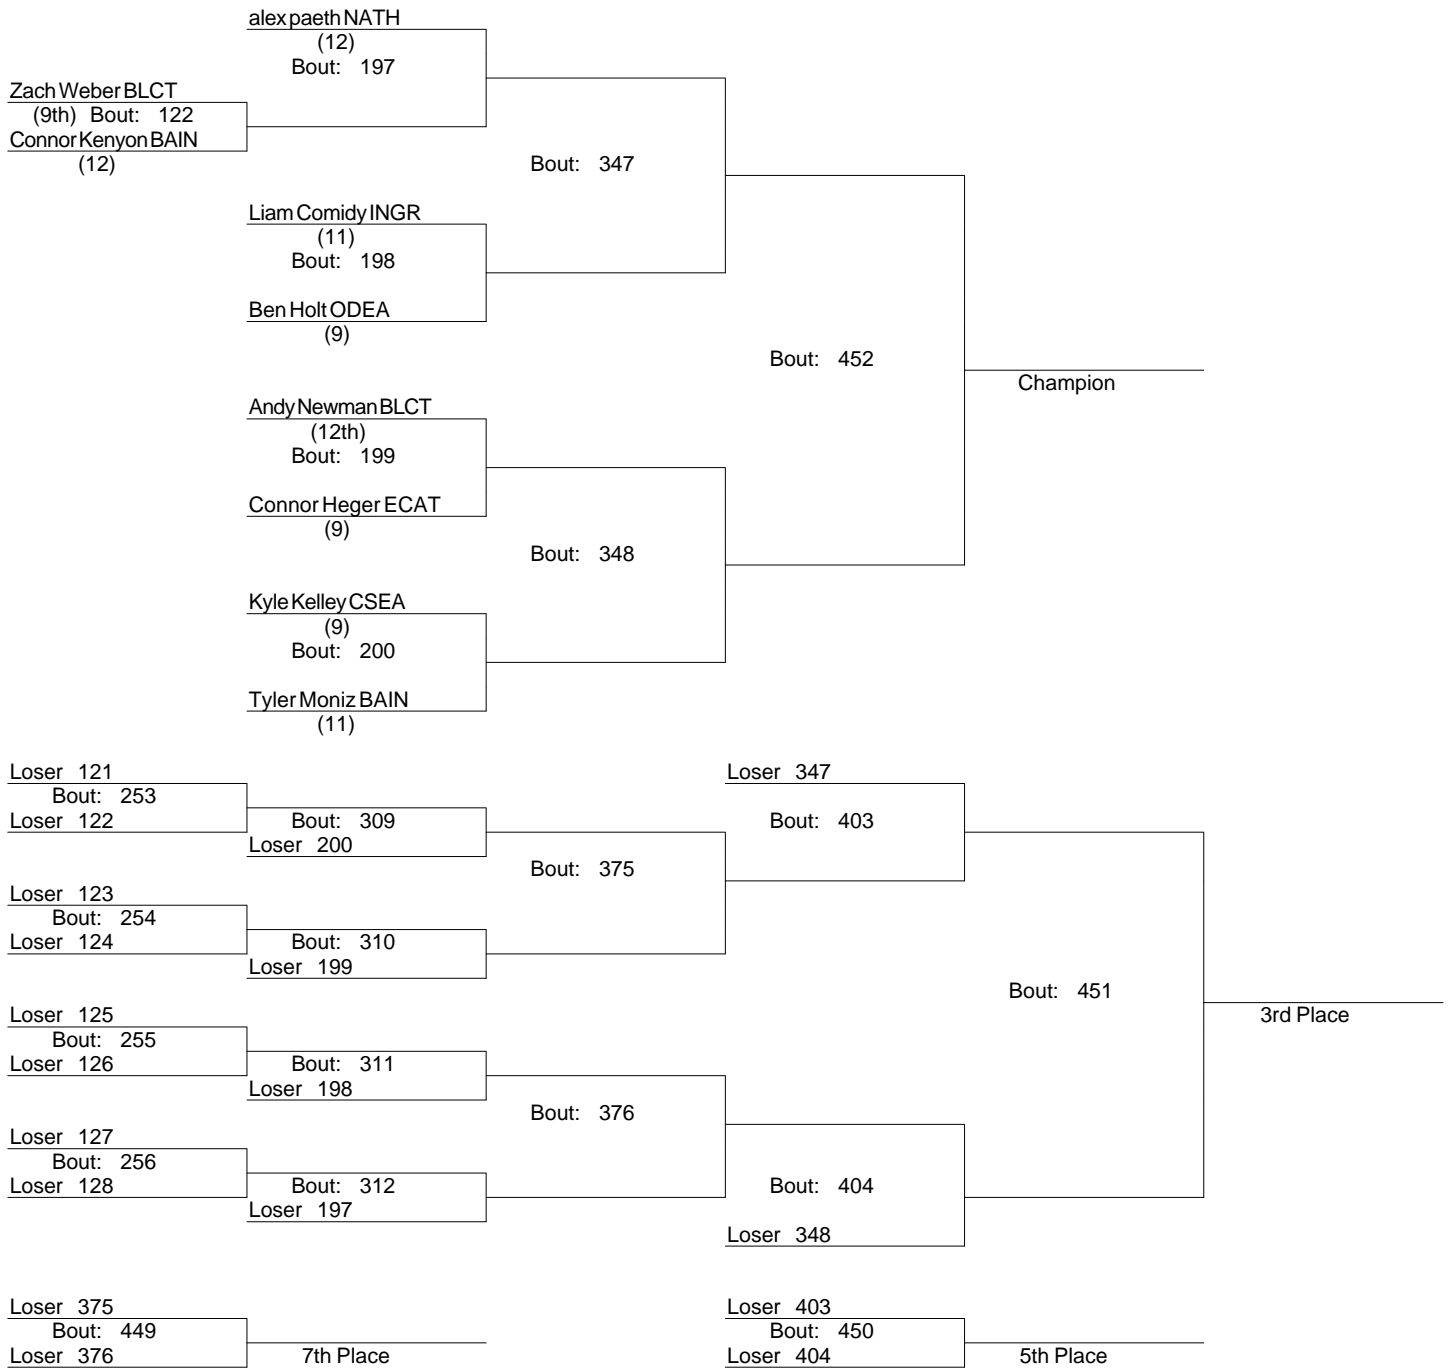 alex paeth NATH
(12)
Bout: 197
Zach Weber BLCT
(9th) Bout: 122
Connor Kenyon BAIN
(12)
Bout: 347
Liam Comidy INGR
(11)
Bout: 198
Ben Holt ODEA
(9)
Bout: 452
Champion
Andy Newman BLCT
(12th)
Bout: 199
Connor Heger ECAT
(9)
Bout: 348
Kyle Kelley CSEA
(9)
Bout: 200
Tyler Moniz BAIN
(11)
Loser 121
Bout: 253
Loser 122
Bout: 309
Loser 200
Loser 347
Bout: 403
Bout: 375
Loser 123
Bout: 254
Loser 124
Bout: 310
Loser 199
Bout: 451
3rd Place
Loser 125
Bout: 255
Loser 126
Bout: 311
Loser 198
Bout: 376
Loser 127
Bout: 256
Loser 128
Bout: 312
Loser 197
Bout: 404
Loser 348
Loser 375
Bout: 449
Loser 376
7th Place
Loser 403
Bout: 450
Loser 404
5th Place